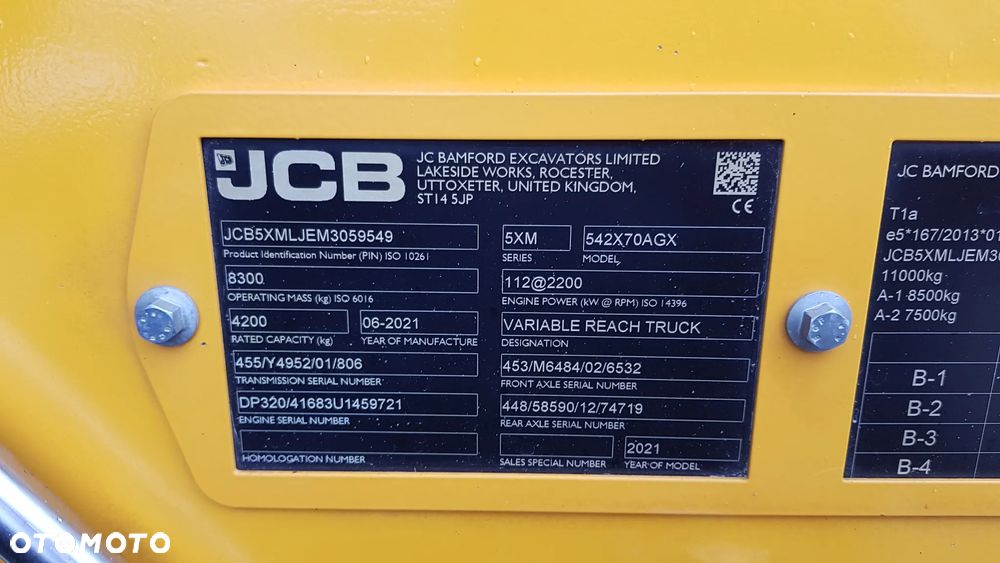 JCB
JC BAMFORD EXCAVATORS LIMITED
LAKESIDE WORKS, ROCESTER,
UTTOXETER, UNITED KINGDOM,
ST14 5JP
CE
JCB5XMLJEM3059549
Product Identification Number (PIN) ISO 10261
8300
OPERATING MASS (kg) ISO 6016
4200
RATED CAPACITY (kg)
06-2021
YEAR OF MANUFACTURE
455/Y4952/01/806
TRANSMISSION SERIAL NUMBER
DP320/41683U1459721
ENGINE SERIAL NUMBER
HOMOLOGATION NUMBER
5XM
SERIES
542X70AGX
MODEL
112@2200
ENGINE POWER (kW @ RPM) ISO 14396
VARIABLE REACH TRUCK
DESIGNATION
453/M6484/02/6532
FRONT AXLE SERIAL NUMBER
448/58590/12/74719
REAR AXLE SERIAL NUMBER
SALES SPECIAL NUMBER
2021
YEAR OF MODEL
JC BAMFORD
T1a
e5*167/2013*01
JCB5XMLJEM30
11000kg
A-1 8500kg
A-2 7500kg
B-1
B-2
B-3
B-4
OTOMOTO